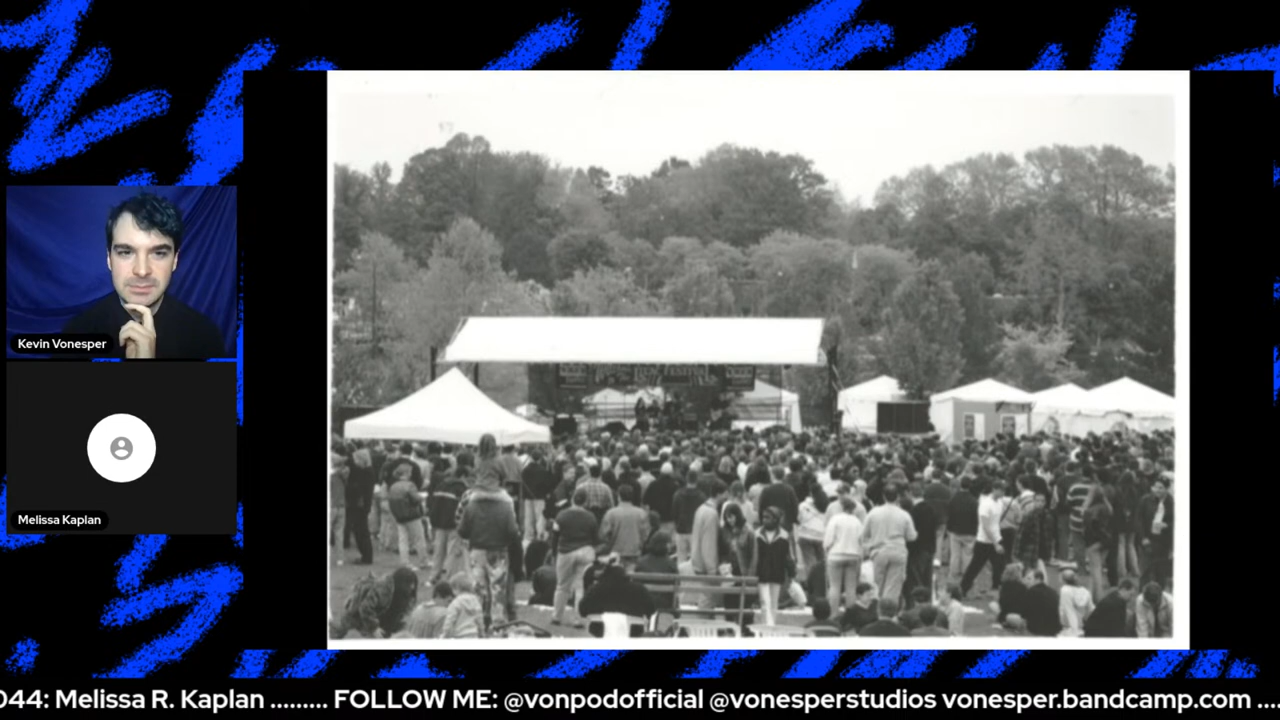 Kevin Vonesper
Melissa Kaplan
044: Melissa R. Kaplan ......... FOLLOW ME: @vonpodofficial @vonesperstudios vonesper.bandcamp.com ....